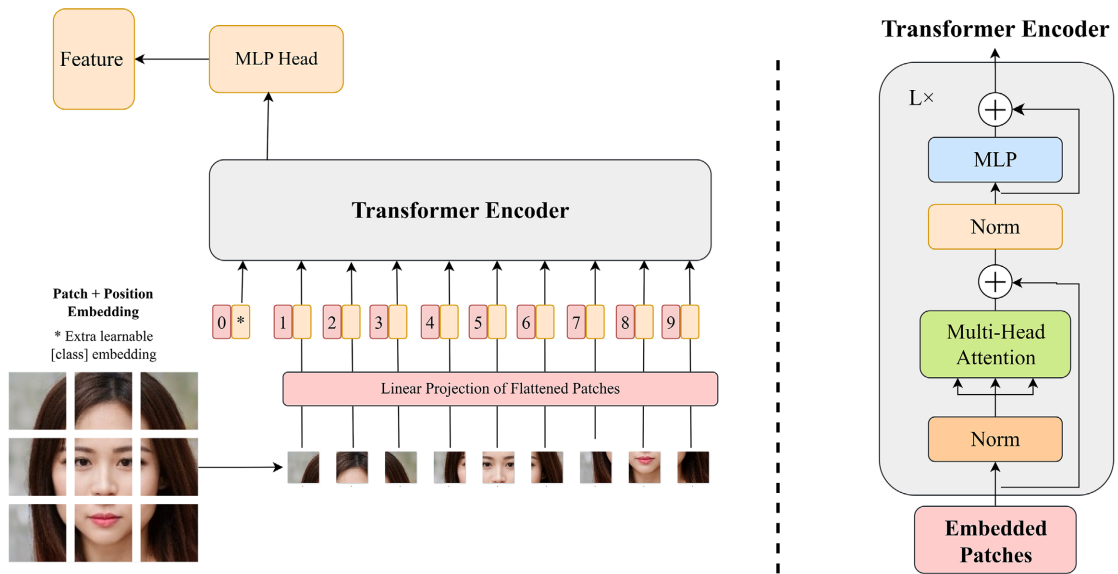 Feature
MLP Head
Transformer Encoder
Patch + Position
Embedding
* Extra learnable
[class] embedding
0 * 1 2 3 4 5 6 7 8 9
Linear Projection of Flattened Patches
Transformer Encoder
L×
MLP
Norm
Multi-Head
Attention
Norm
Embedded
Patches